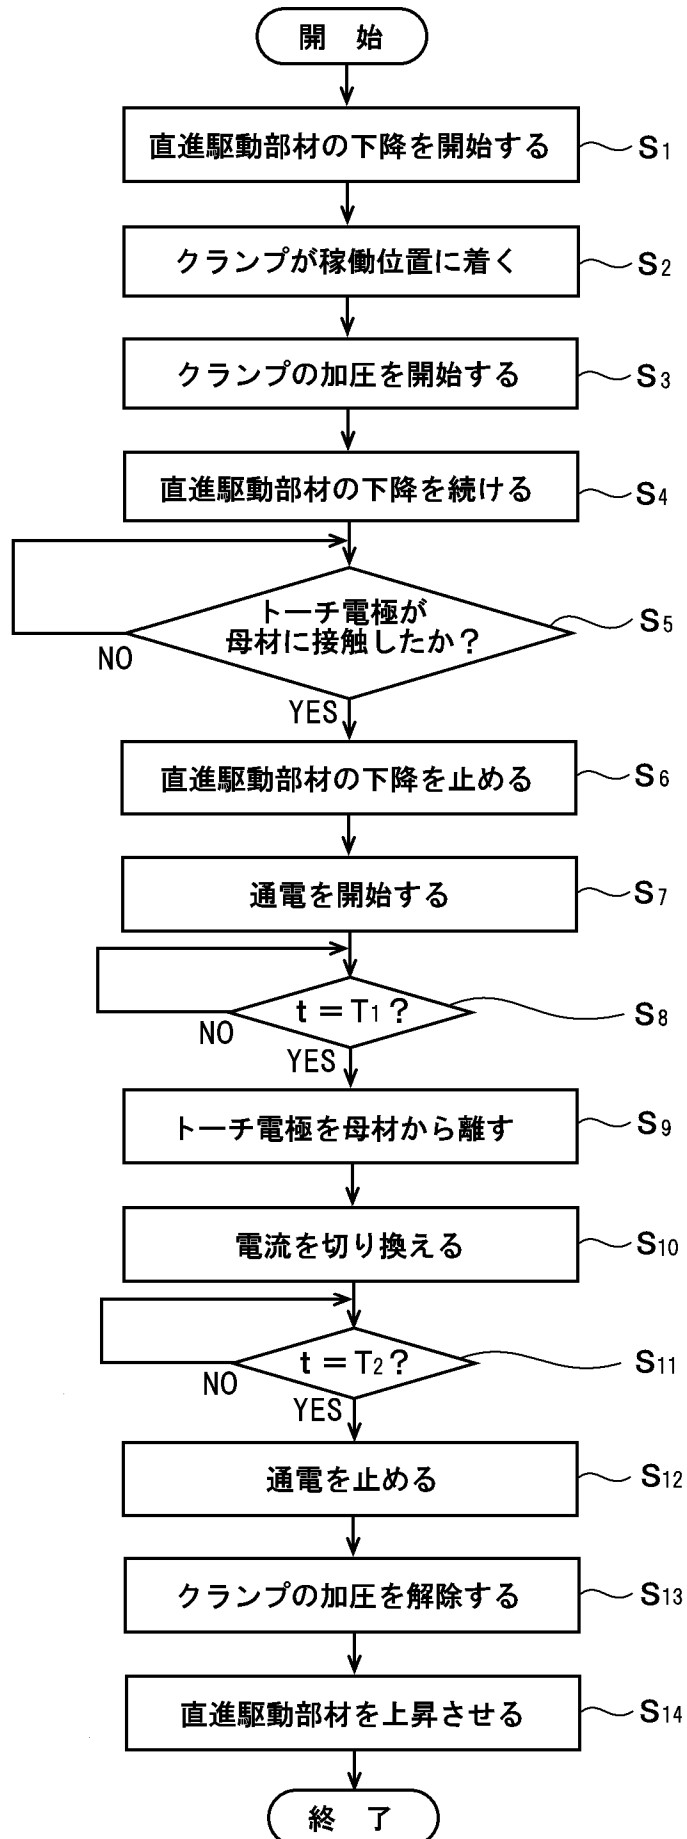 開 始
直進駆動部材の下降を開始する S1
クランプが稼働位置に着く S2
クランプの加圧を開始する S3
直進駆動部材の下降を続ける S4
トーチ電極が
母材に接触したか？ S5
NO
YES
直進駆動部材の下降を止める S6
通電を開始する S7
t＝T1？ S8
NO
YES
トーチ電極を母材から離す S9
電流を切り換える S10
t＝T2？ S11
NO
YES
通電を止める S12
クランプの加圧を解除する S13
直進駆動部材を上昇させる S14
終 了